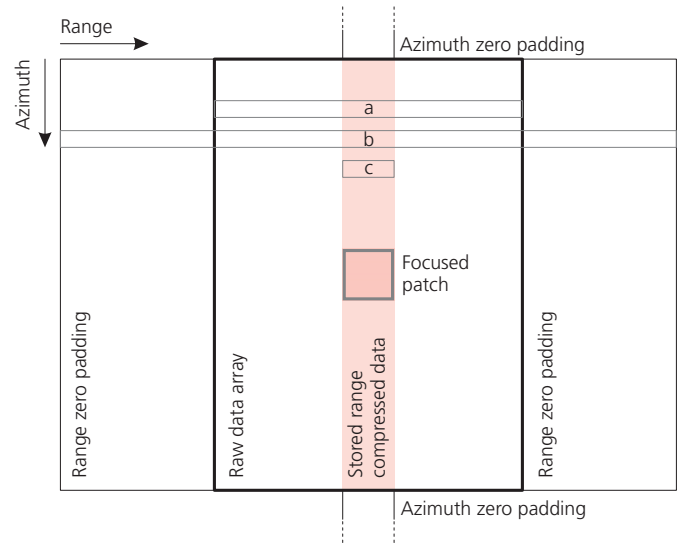 Range
Azimuth zero padding
Azimuth
a
b
c
Focused
patch
Range zero padding
Raw data array
Stored range
compressed data
Range zero padding
Azimuth zero padding